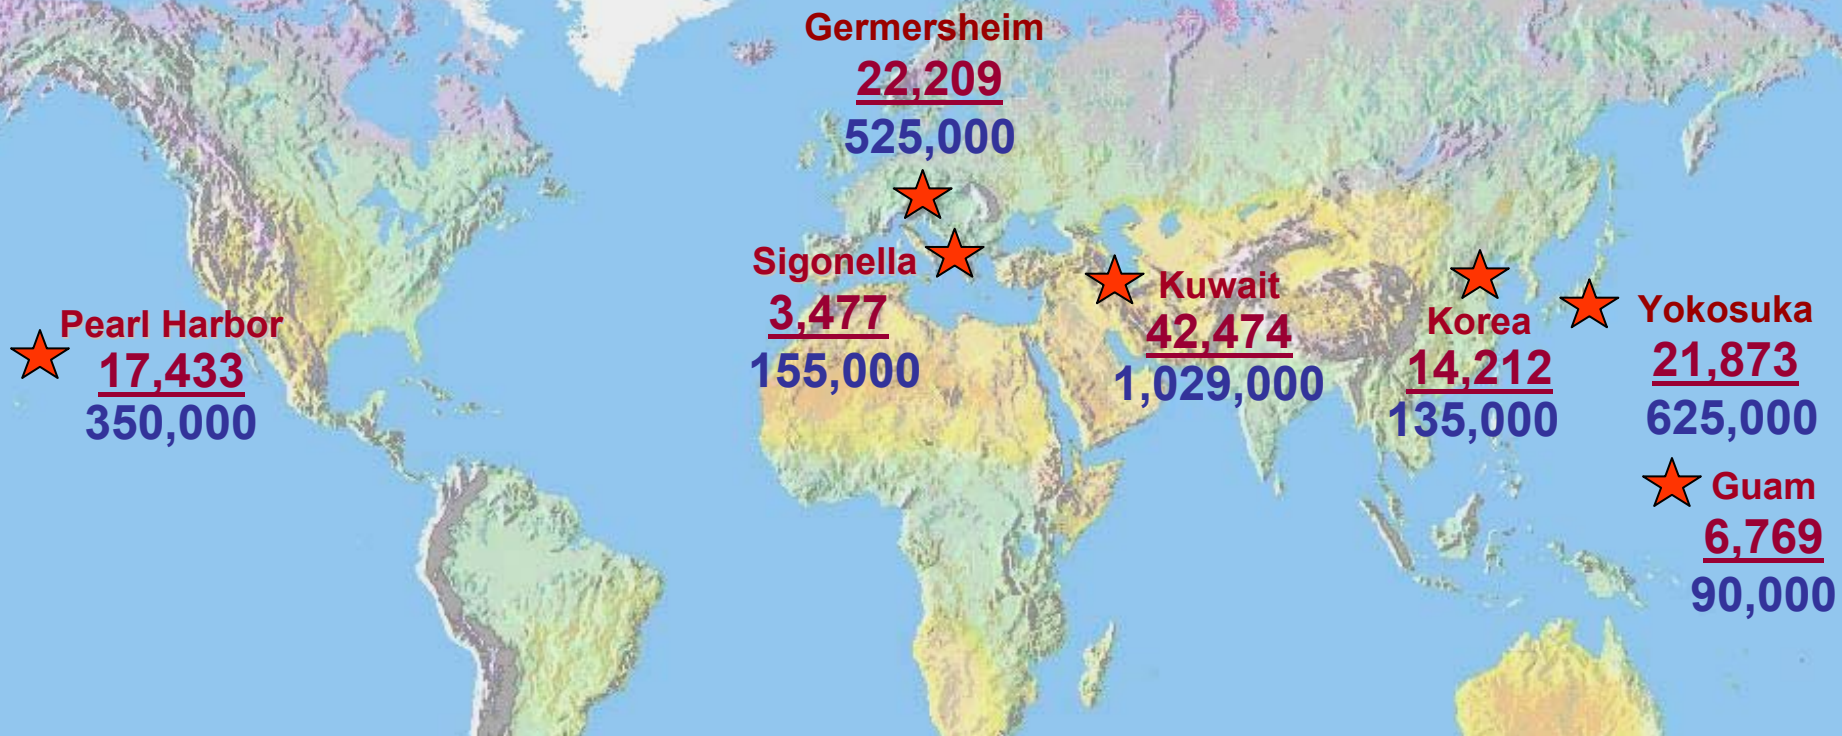 Germersheim
22,209
525,000
Sigonella
3,477
155,000
Kuwait
42,474
1,029,000
Korea
14,212
135,000
Yokosuka
21,873
625,000
Pearl Harbor
17,433
350,000
Guam
6,769
90,000